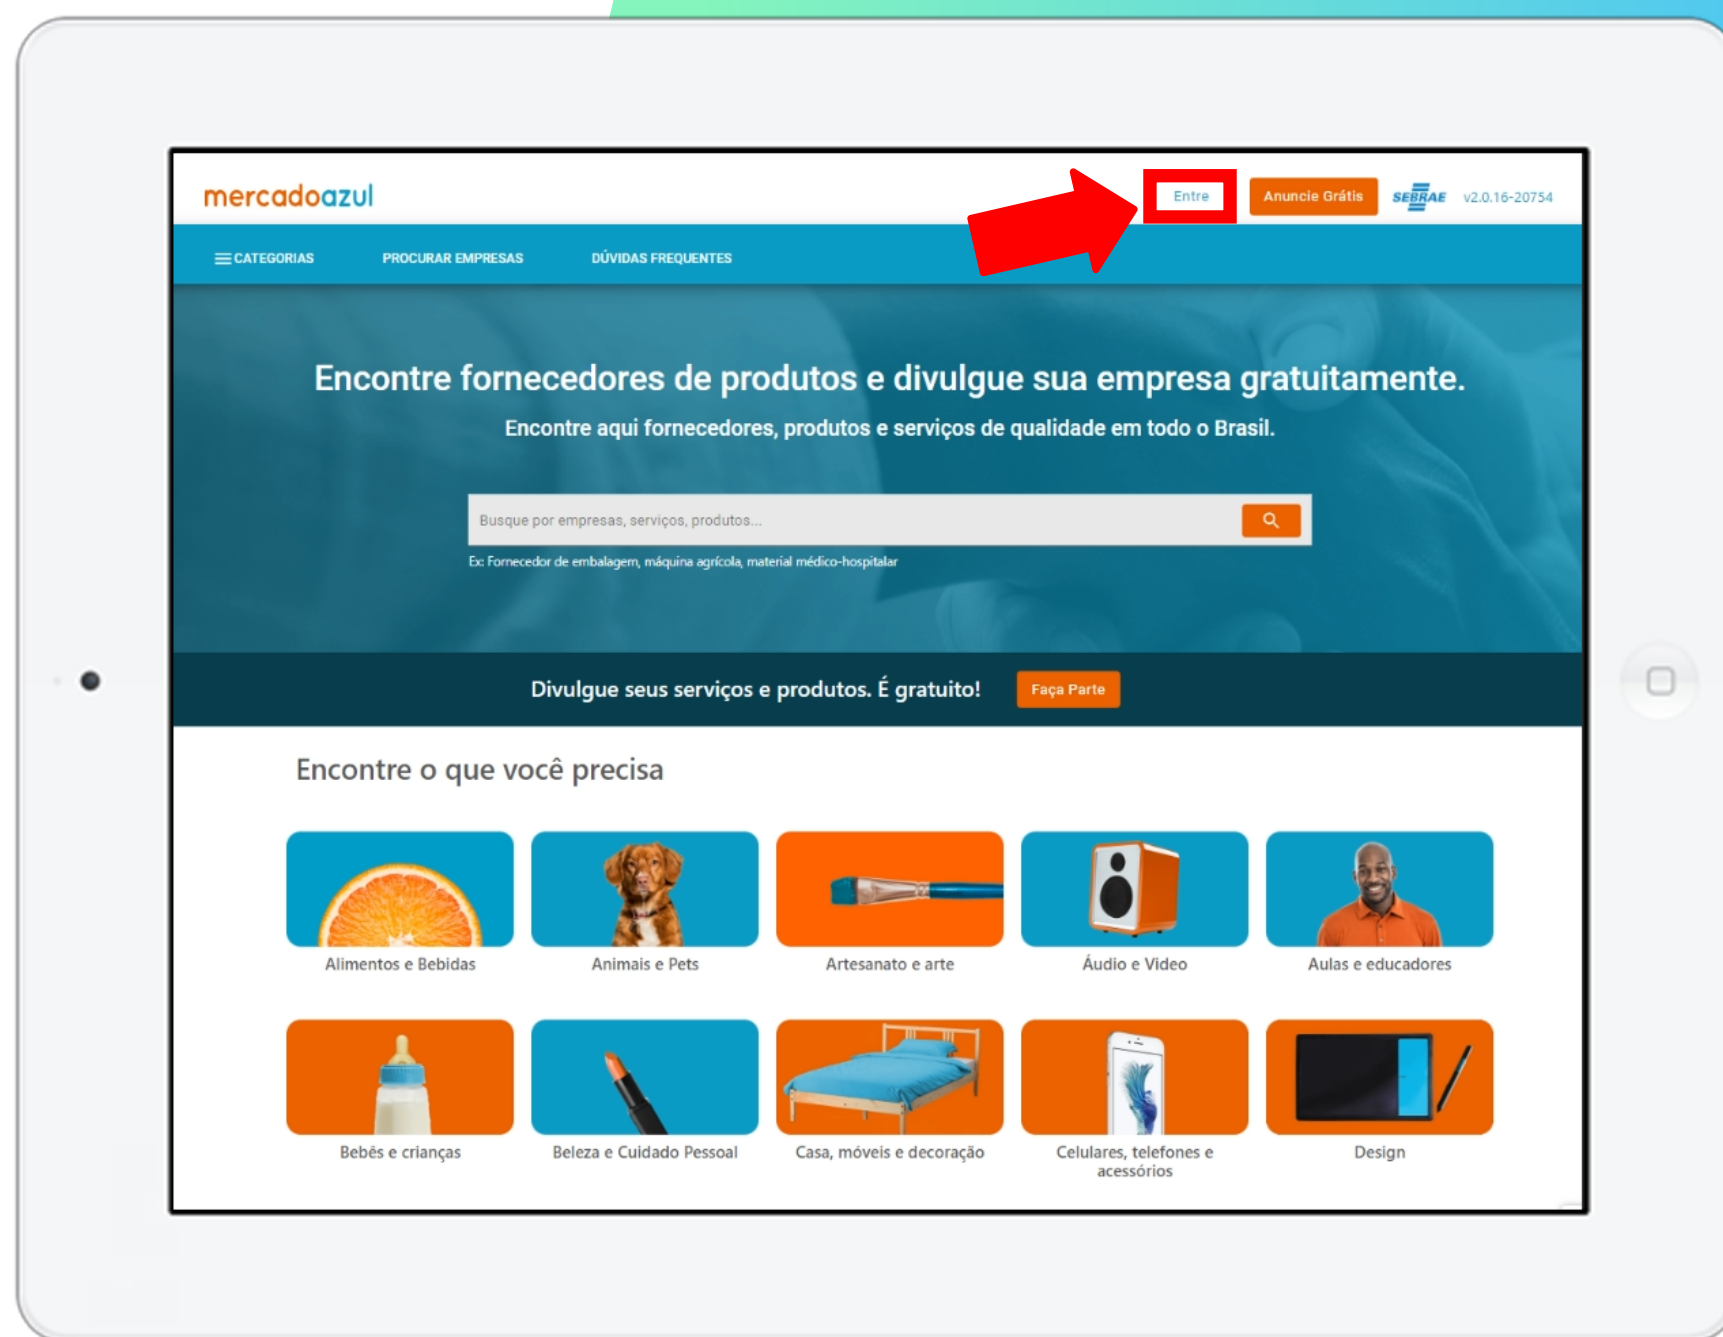 mercadoazul
Entre
Anuncie Grátis
SEBRAE
v2.0.16-20754
CATEGORIAS
PROCURAR EMPRESAS
DÚVIDAS FREQUENTES
Encontre fornecedores de produtos e divulgue sua empresa gratuitamente.
Encontre aqui fornecedores, produtos e serviços de qualidade em todo o Brasil.
Busque por empresas, serviços, produtos...
Ex: Fornecedor de embalagem, máquina agrícola, material médico-hospitalar
Divulgue seus serviços e produtos. É gratuito!
Faça Parte
Encontre o que você precisa
Alimentos e Bebidas
Animais e Pets
Artesanato e arte
Áudio e Video
Aulas e educadores
Bebês e crianças
Beleza e Cuidado Pessoal
Casa, móveis e decoração
Celulares, telefones e
acessórios
Design